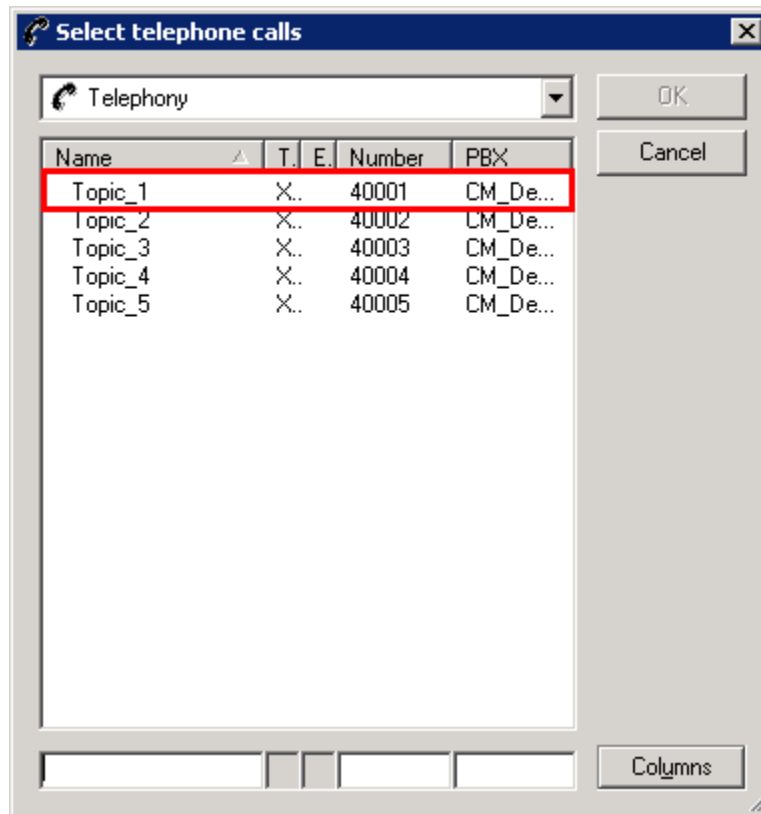 Select telephone calls
Telephony
OK
Name T. E. Number PBX
Cancel
Topic_1 X.. 40001 CM_De...
Topic_2 X.. 40002 CM_De...
Topic_3 X.. 40003 CM_De...
Topic_4 X.. 40004 CM_De...
Topic_5 X.. 40005 CM_De...
Columns